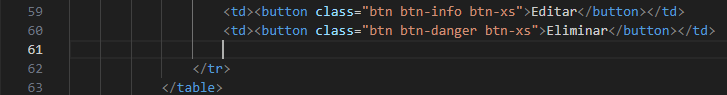 59 <td><button class="btn btn-info btn-xs">Editar</button></td>
60 <td><button class="btn btn-danger btn-xs">Eliminar</button></td>
61
62 </tr>
63 </table>